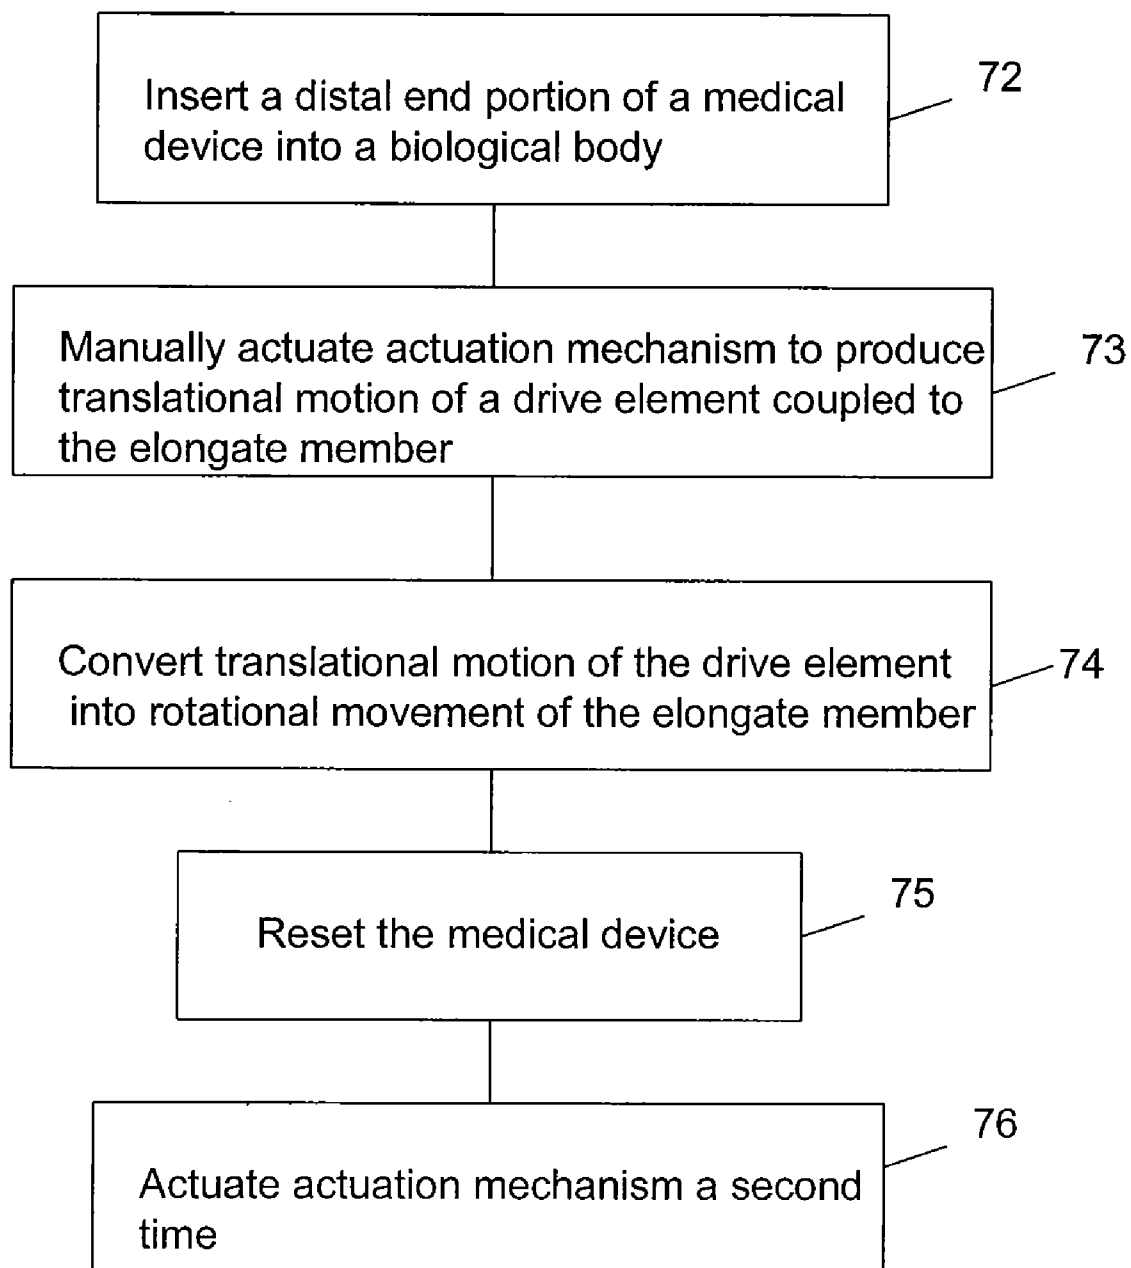 72
Insert a distal end portion of a medical
device into a biological body
73
Manually actuate actuation mechanism to produce
translational motion of a drive element coupled to
the elongate member
74
Convert translational motion of the drive element
into rotational movement of the elongate member
75
Reset the medical device
76
Actuate actuation mechanism a second
time